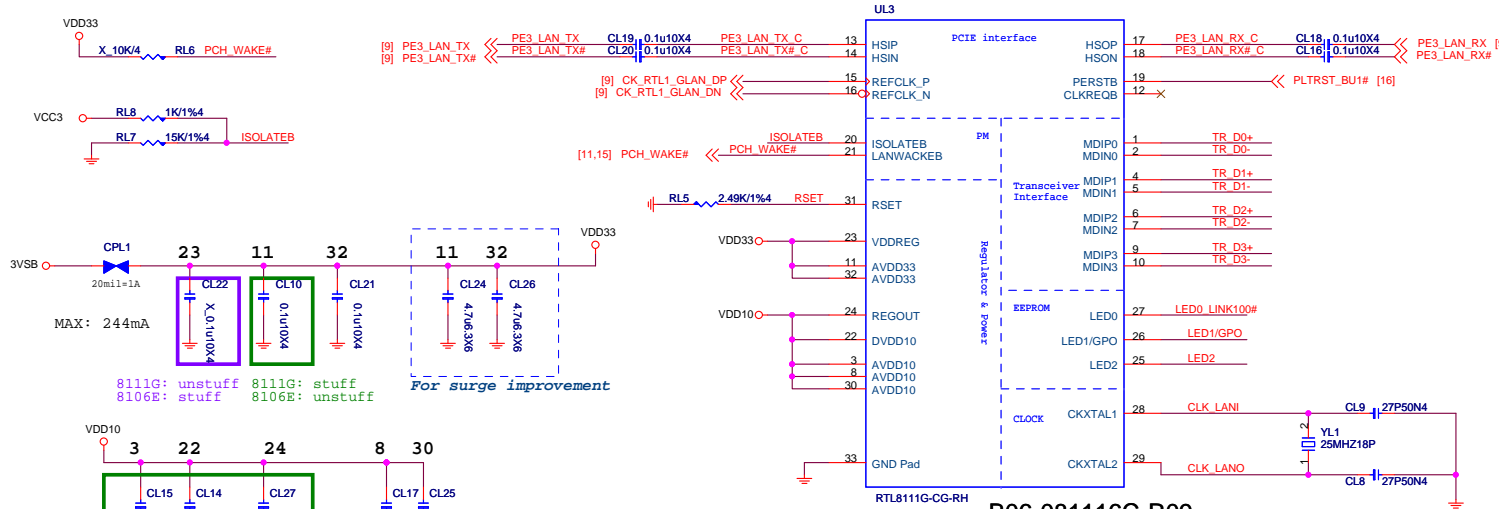 UL3
VDD33
X_10K/4 RL6 PCH_WAKE#
[9] PE3_LAN_TX PE3_LAN_TX CL19 0.1u10X4 PE3_LAN_TX_C 13 HSIP PCIE interface HSOP 17 PE3_LAN_RX_C CL18 0.1u10X4 PE3_LAN_RX
[9] PE3_LAN_TX# PE3_LAN_TX# CL20 0.1u10X4 PE3_LAN_TX#_C 14 HSIN HSON 18 PE3_LAN_RX#_C CL16 0.1u10X4 PE3_LAN_RX#
[9] CK_RTL1_GLAN_DP 15 REFCLK_P PERSTB 19 PLTRST_BU1# [16]
[9] CK_RTL1_GLAN_DN 16 REFCLK_N CLKREQB 12
VCC3 RL8 1K/1%4
RL7 15K/1%4 ISOLATEB
ISOLATEB 20 ISOLATEB PM MDIP0 1 TR_D0+
[11,15] PCH_WAKE# PCH_WAKE# 21 LANWACKEB MDIN0 2 TR_D0-
Transceiver Interface
MDIP1 4 TR_D1+
MDIN1 5 TR_D1-
RL5 2.49K/1%4 RSET 31 RSET
MDIP2 6 TR_D2+
MDIN2 7 TR_D2-
VDD33 23 VDDREG
11 AVDD33
32 AVDD33
MDIP3 9 TR_D3+
MDIN3 10 TR_D3-
Regulator & Power
VDD10 24 REGOUT
22 DVDD10
3 AVDD10
8 AVDD10
30 AVDD10
EEPROM
LED0 27 LED0_LINK100#
LED1/GPO 26 LED1/GPO
LED2 25 LED2
CLOCK
CKXTAL1 28 CLK_LANI CL9 27P50N4
2 YL1
1 25MHZ18P
CKXTAL2 29 CLK_LANO CL8 27P50N4
33 GND Pad
RTL8111G-CG-RH
3VSB CPL1 23 11 32 11 32 VDD33
20mil=1A
CL22 CL10 CL21 CL24 CL26
X_0.1u10X4 0.1u10X4 0.1u10X4 4.7u6.3X6 4.7u6.3X6
MAX: 244mA
8111G: unstuff 8111G: stuff
8106E: stuff 8106E: unstuff
For surge improvement
VDD10
3 22 24 8 30
CL15 CL14 CL27 CL17 CL25